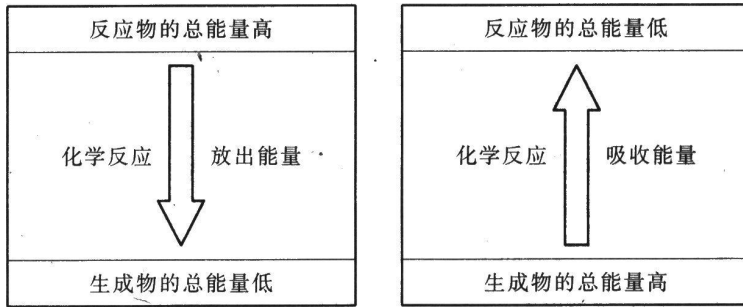 反应物的总能量高
化学反应 放出能量
生成物的总能量低
反应物的总能量低
化学反应 吸收能量
生成物的总能量高